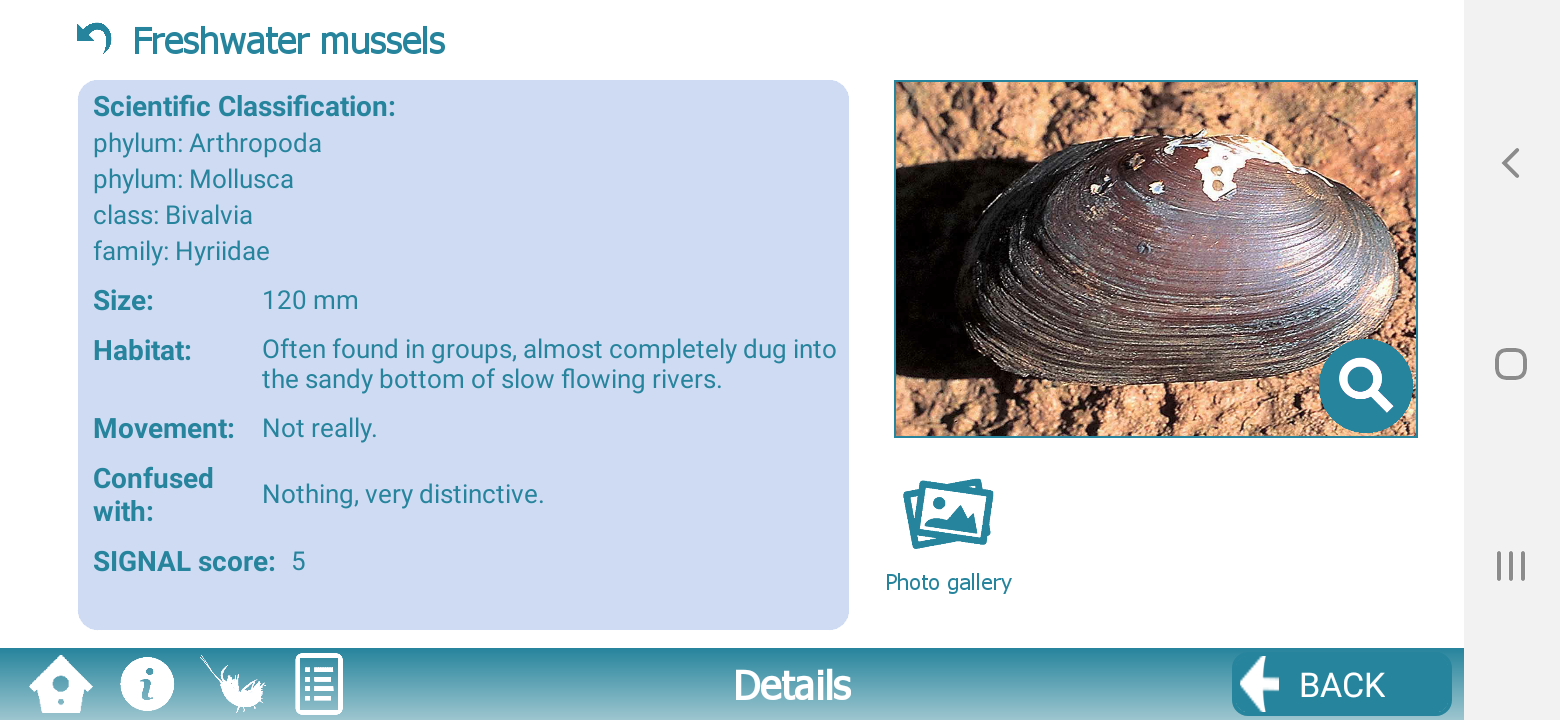 Freshwater mussels
Scientific Classification:
phylum: Arthropoda
phylum: Mollusca
class: Bivalvia
family: Hyriidae
Size: 120 mm
Habitat: Often found in groups, almost completely dug into
the sandy bottom of slow flowing rivers.
Movement: Not really.
Confused
with: Nothing, very distinctive.
SIGNAL score: 5
Photo gallery
Details
BACK